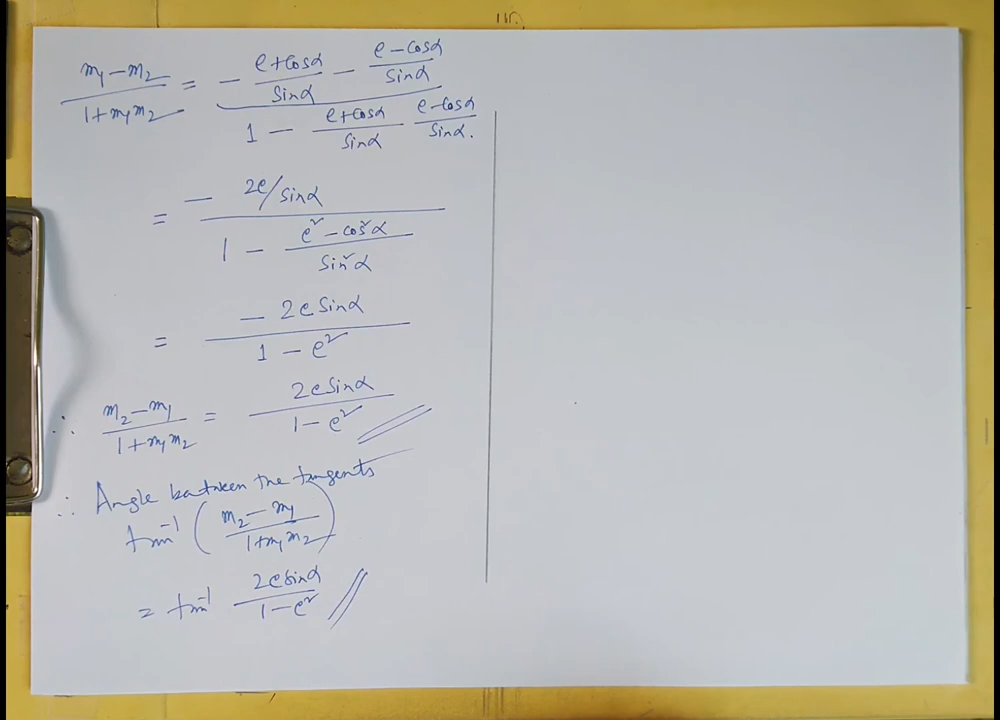 (m₁ − m₂)/(1 + m₁m₂) = (− (e + Cosα)/Sinα − (e − Cosα)/Sinα)/(1 − (e + Cosα)/Sinα (e − Cosα)/Sinα.)
= (− 2e/Sinα)/(1 − (e² − Cos²α)/Sin²α)
= (− 2e Sinα)/(1 − e²)
∴ (m₂ − m₁)/(1 + m₁m₂) = (2e Sinα)/(1 − e²)
∴ Angle between the tangents
tan⁻¹ ((m₂ − m₁)/(1 + m₁m₂))
= tan⁻¹ (2e Sinα)/(1 − e²)